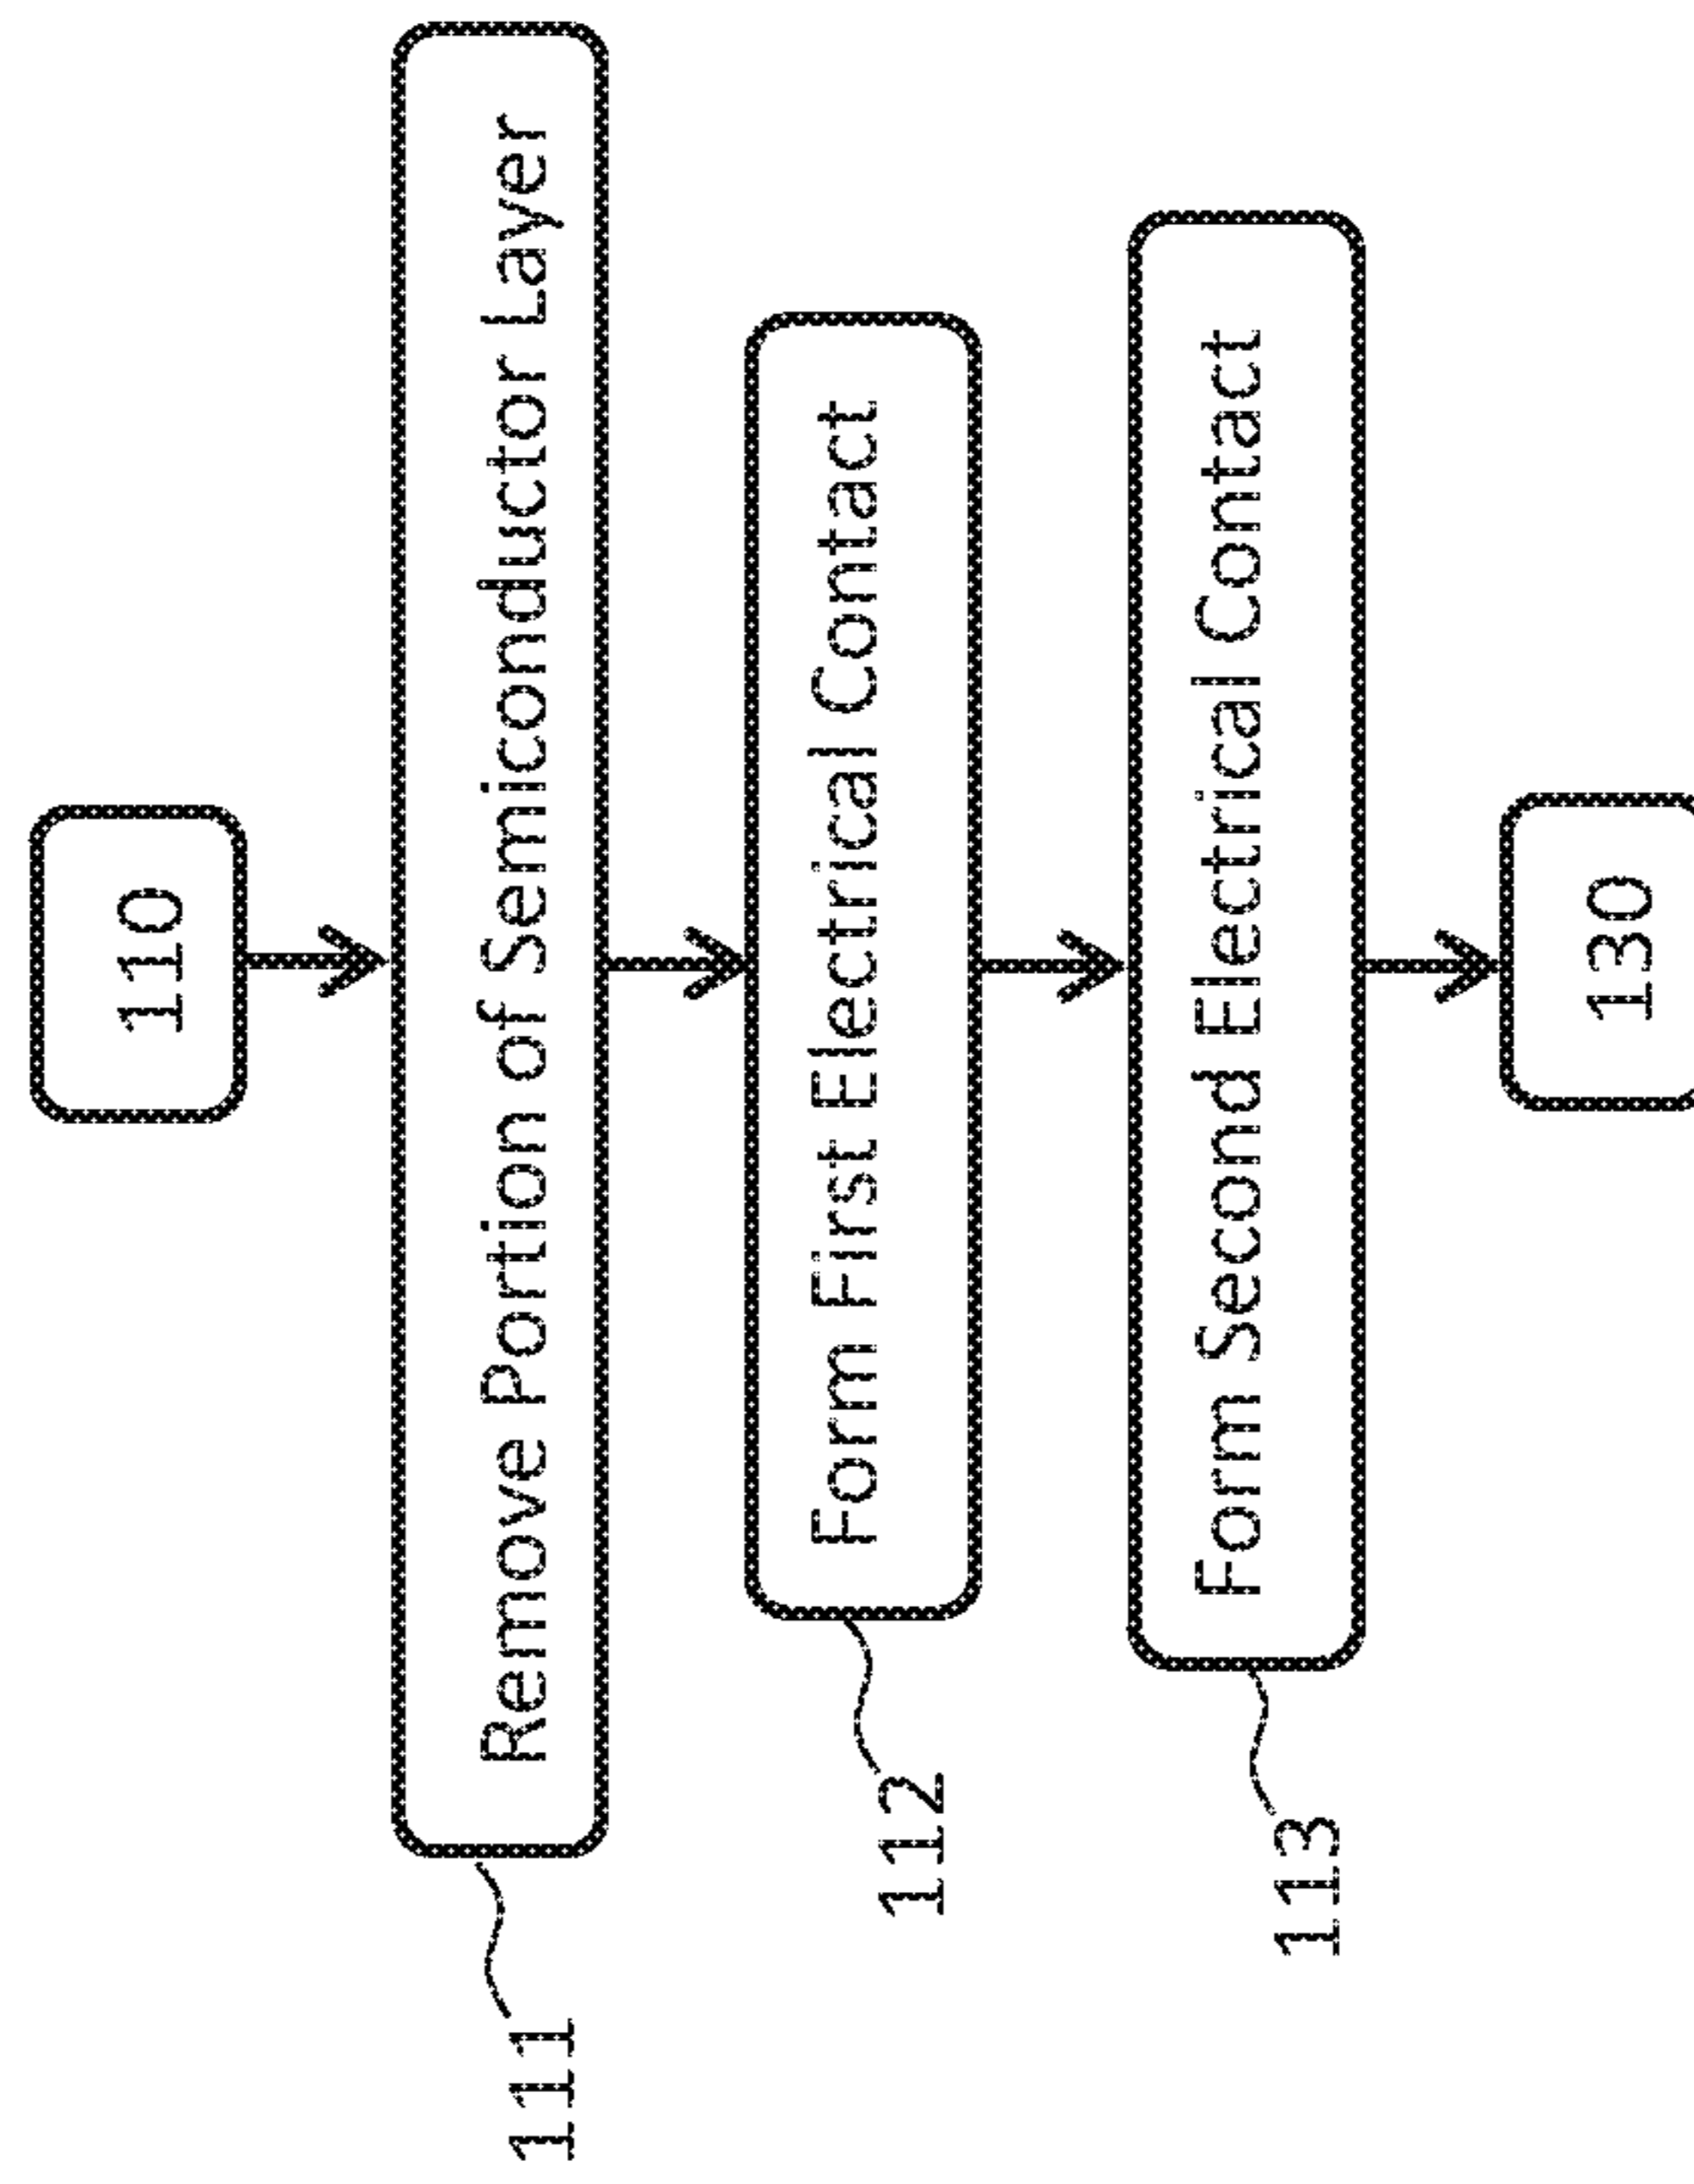 110
Remove Portion of Semiconductor Layer
111
Form First Electrical Contact
112
Form Second Electrical Contact
113
130